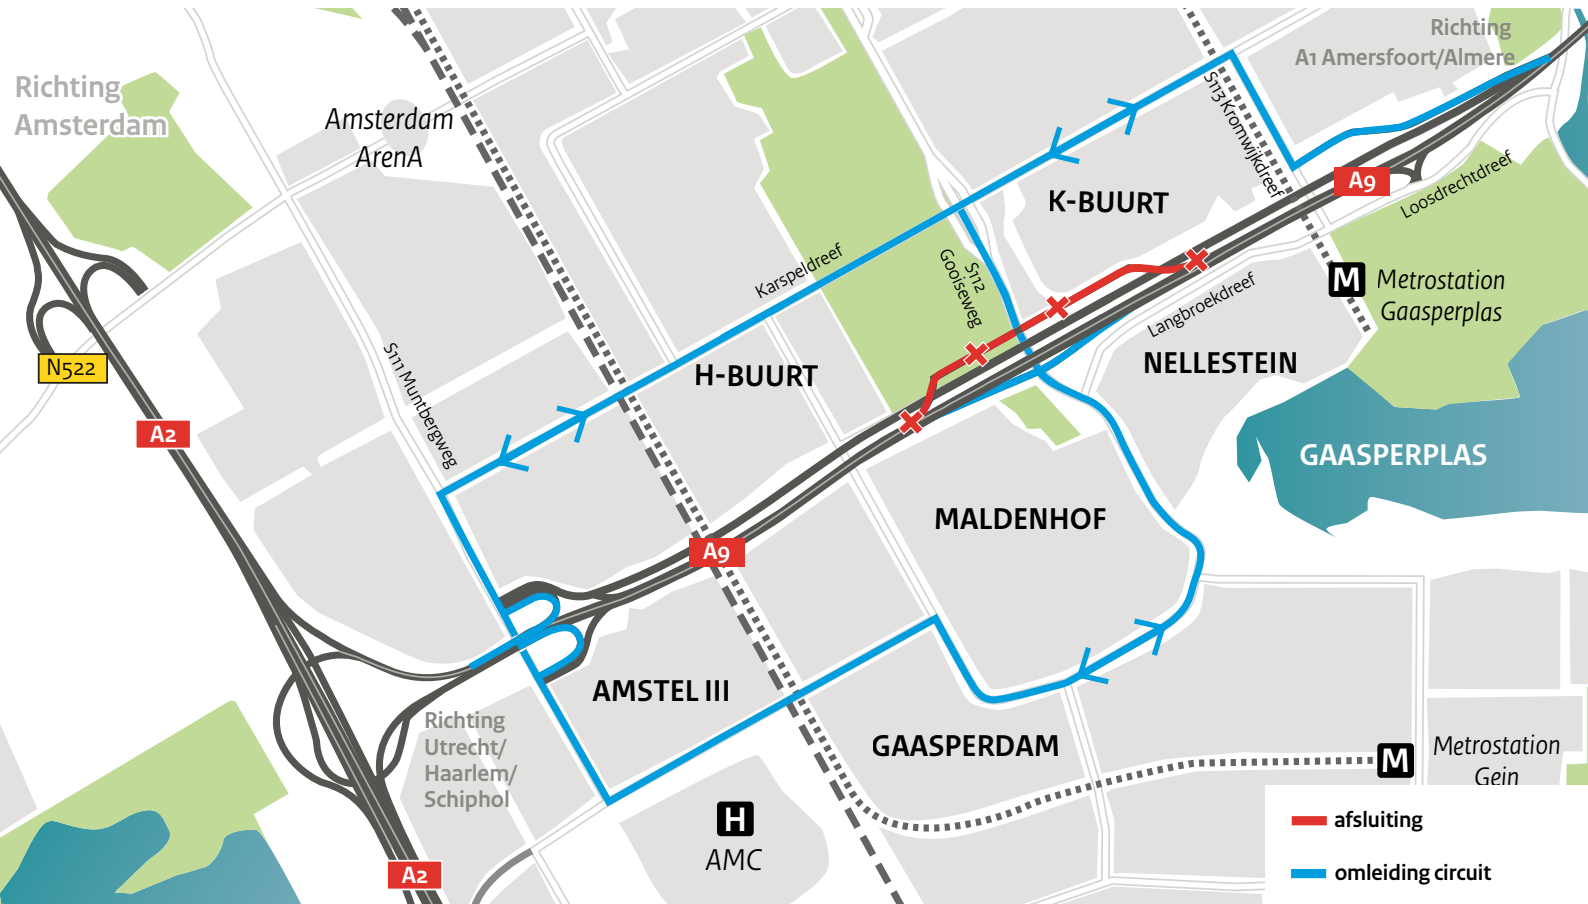 Richting
A1 Amersfoort/Almere
Richting
Amsterdam
Amsterdam
ArenA
S113 Kromwijkdreef
A9
Loosdrechtdreef
K-BUURT
Karspeldreef
S112
Gooiseweg
Langbroekdreef
M
Metrostation
Gaasperplas
N522
S111 Muntbergweg
H-BUURT
NELLESTEIN
A2
GAASPERPLAS
MALDENHOF
A9
AMSTEL III
Richting
Utrecht/
Haarlem/
Schiphol
GAASPERDAM
M
Metrostation
Gein
H
AMC
A2
afsluiting
omleiding circuit